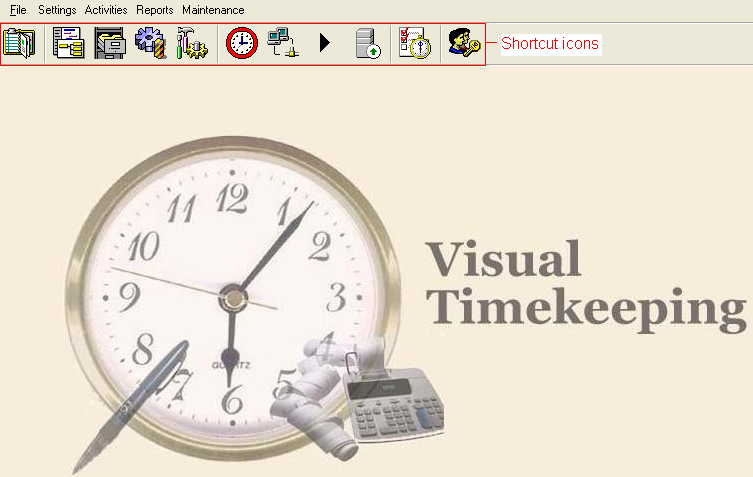 File Settings Activities Reports Maintenance
Shortcut icons
12
11 1
10 2
9 3
8 4
7 5
6
QUARTZ
Visual
Timekeeping